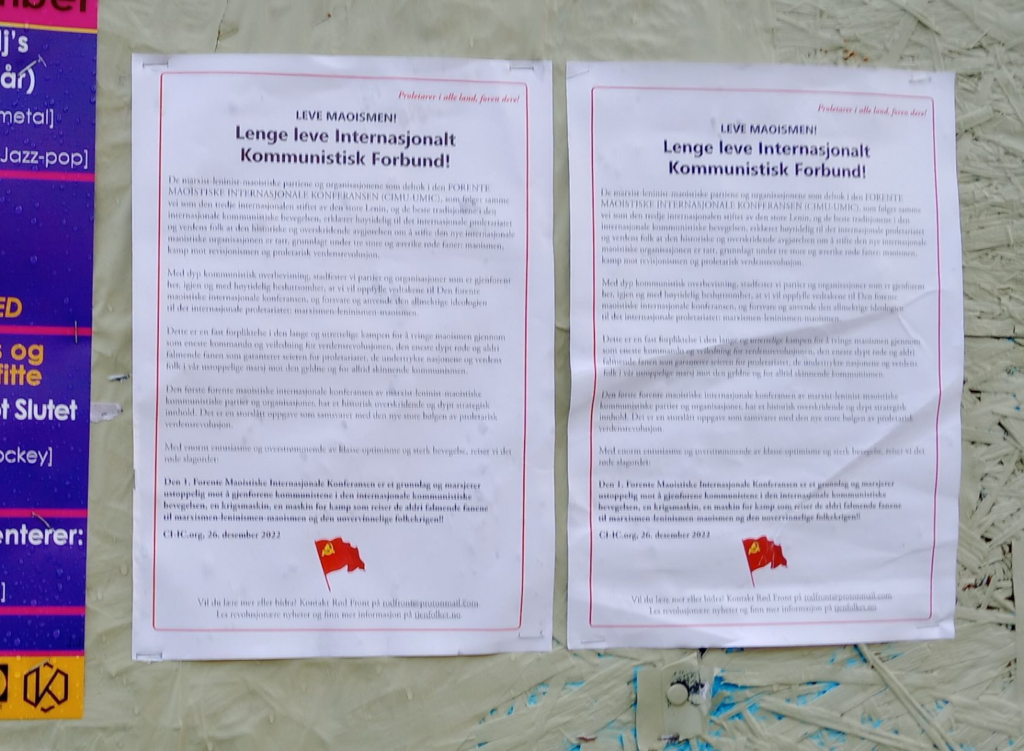 j's
år)
metal]
Jazz-pop]
ED
s og
fitte
t Slutet
ockey]
enterer:
]
Proletarer i alle land, foren dere!
LEVE MAOISMEN!
Lenge leve Internasjonalt
Kommunistisk Forbund!
De marxist-leninist-maoistiske partiene og organisasjonene som deltok i den FORENTE
MAOISTISKE INTERNASJONALE KONFERANSEN (CIMU-UMIC), som følger samme
vei som den tredje internasjonalen stiftet av den store Lenin, og de beste tradisjonene i den
internasjonale kommunistiske bevegelsen, erklærer høytidelig til det internasjonale proletariatet
og verdens folk at den historiske og overskridende avgjørelsen om å stifte den nye internasjonale
maoistiske organisasjonen er tatt, grunnlagt under tre store og ærerike røde faner: maoismen,
kamp mot revisjonismen og proletarisk verdensrevolusjon.
Med dyp kommunistisk overbevisning, stadfester vi partier og organisasjoner som er gjenforent
her, igjen og med høytidelig besluttsomhet, at vi vil oppfylle vedtakene til Den forente
maoistiske internasjonale konferansen, og forsvare og anvende den allmektige ideologien
til det internasjonale proletariatet: marxismen-leninismen-maoismen.
Dette er en fast forpliktelse i den lange og utrettelige kampen for å tvinge maoismen gjennom
som eneste kommando og veiledning for verdensrevolusjonen, den eneste dypt røde og aldri
falmende fanen som garanterer seieren for proletariatet, de undertrykte nasjonene og verdens
folk i vår ustoppelige marsj mot den gyldne og for alltid skinnende kommunismen.
Den første forente maoistiske internasjonale konferansen av marxist-leninist-maoistiske
kommunistiske partier og organisasjoner, har et historisk overskridende og dypt strategisk
innhold. Det er en storslått oppgave som samsvarer med den nye store bølgen av proletarisk
verdensrevolusjon.
Med enorm entusiasme og overstrømmende av klasse-optimisme og sterk bevegelse, reiser vi det
røde slagordet:
Den 1. Forente Maoistiske Internasjonale Konferansen er et grunnlag og marsjerer
ustoppelig mot å gjenforene kommunistene i den internasjonale kommunistiske
bevegelsen, en krigsmaskin, en maskin for kamp som reiser de aldri falmende fanene
til marxismen-leninismen-maoismen og den uovervinnelige folkekrigen!!
CI-IC.org, 26. desember 2022
Vil du lære mer eller bidra? Kontakt Rød Front på rodfront@protonmail.com
Les revolusjonære nyheter og finn mer informasjon på tjenfolket.no.
Proletarer i alle land, foren dere!
LEVE MAOISMEN!
Lenge leve Internasjonalt
Kommunistisk Forbund!
De marxist-leninist-maoistiske partiene og organisasjonene som deltok i den FORENTE
MAOISTISKE INTERNASJONALE KONFERANSEN (CIMU-UMIC), som følger samme
vei som den tredje internasjonalen stiftet av den store Lenin, og de beste tradisjonene i den
internasjonale kommunistiske bevegelsen, erklærer høytidelig til det internasjonale proletariatet
og verdens folk at den historiske og overskridende avgjørelsen om å stifte den nye internasjonale
maoistiske organisasjonen er tatt, grunnlagt under tre store og ærerike røde faner: maoismen,
kamp mot revisjonismen og proletarisk verdensrevolusjon.
Med dyp kommunistisk overbevisning, stadfester vi partier og organisasjoner som er gjenforent
her, igjen og med høytidelig besluttsomhet, at vi vil oppfylle vedtakene til Den forente
maoistiske internasjonale konferansen, og forsvare og anvende den allmektige ideologien
til det internasjonale proletariatet: marxismen-leninismen-maoismen.
Dette er en fast forpliktelse i den lange og utrettelige kampen for å tvinge maoismen gjennom
som eneste kommando og veiledning for verdensrevolusjonen, den eneste dypt røde og aldri
falmende fanen som garanterer seieren for proletariatet, de undertrykte nasjonene og verdens
folk i vår ustoppelige marsj mot den gyldne og for alltid skinnende kommunismen.
Den første forente maoistiske internasjonale konferansen av marxist-leninist-maoistiske
kommunistiske partier og organisasjoner, har et historisk overskridende og dypt strategisk
innhold. Det er en storslått oppgave som samsvarer med den nye store bølgen av proletarisk
verdensrevolusjon.
Med enorm entusiasme og overstrømmende av klasse-optimisme og sterk bevegelse, reiser vi det
røde slagordet:
Den 1. Forente Maoistiske Internasjonale Konferansen er et grunnlag og marsjerer
ustoppelig mot å gjenforene kommunistene i den internasjonale kommunistiske
bevegelsen, en krigsmaskin, en maskin for kamp som reiser de aldri falmende fanene
til marxismen-leninismen-maoismen og den uovervinnelige folkekrigen!!
CI-IC.org, 26. desember 2022
Vil du lære mer eller bidra? Kontakt Rød Front på rodfront@protonmail.com
Les revolusjonære nyheter og finn mer informasjon på tjenfolket.no.